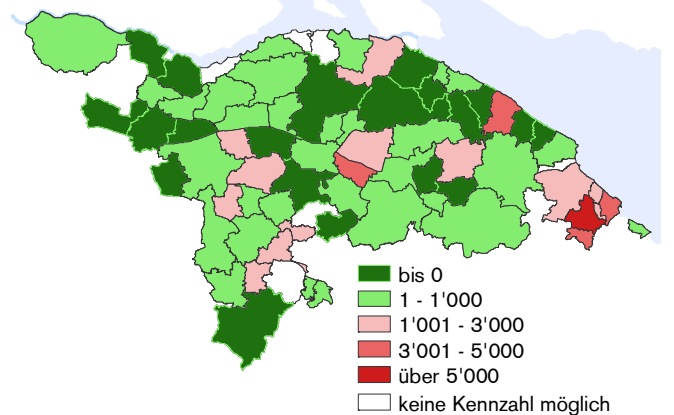 bis 0
1 - 1'000
1'001 - 3'000
3'001 - 5'000
über 5'000
keine Kennzahl möglich